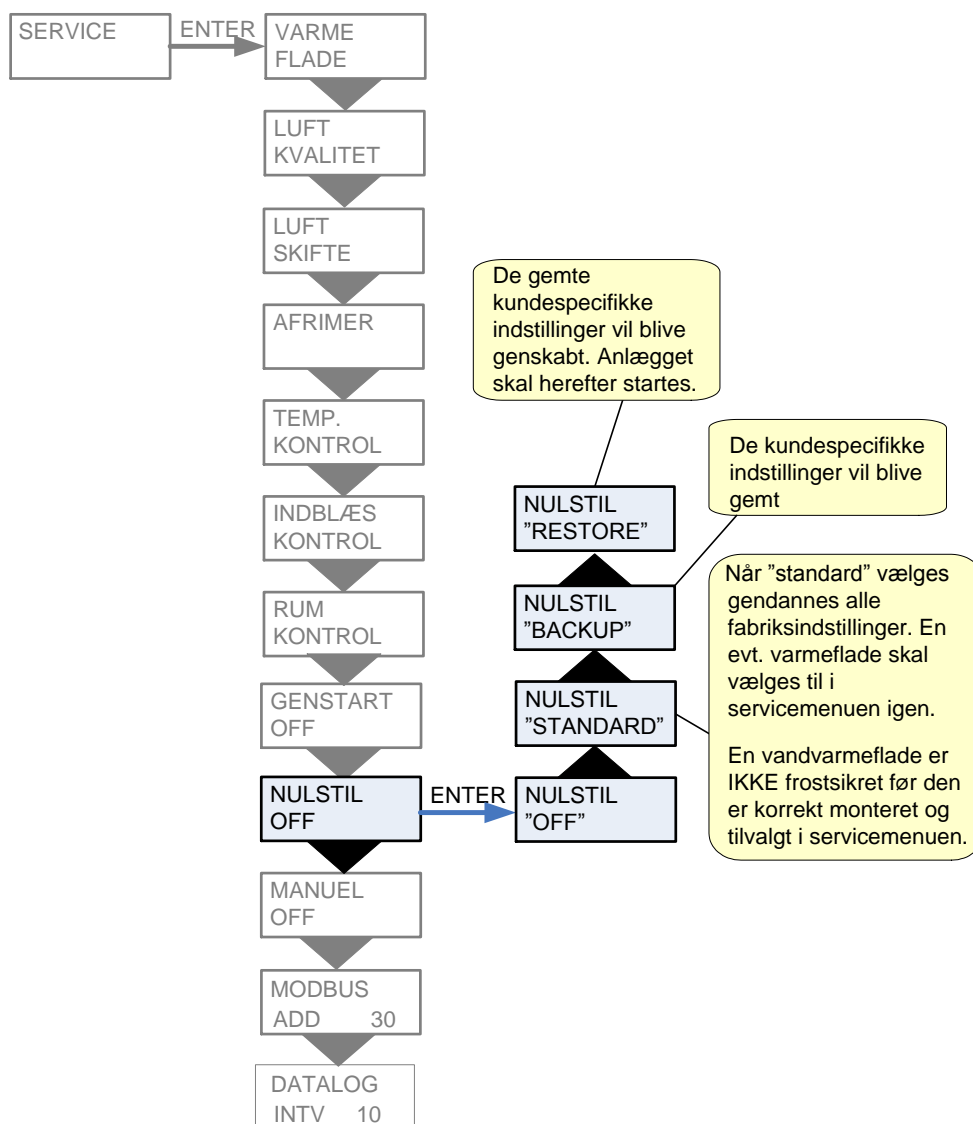 SERVICE
ENTER
VARME
FLADE
LUFT
KVALITET
LUFT
SKIFTE
AFRIMER
TEMP.
KONTROL
INDBLÆS
KONTROL
RUM
KONTROL
GENSTART
OFF
NULSTIL
OFF
ENTER
MANUEL
OFF
MODBUS
ADD 30
DATALOG
INTV 10
De gemte
kundespecifikke
indstillinger vil blive
genskabt. Anlægget
skal herefter startes.
NULSTIL
”RESTORE”
De kundespecifikke
indstillinger vil blive
gemt
NULSTIL
”BACKUP”
NULSTIL
”STANDARD”
NULSTIL
”OFF”
Når ”standard” vælges
gendannes alle
fabriksindstillinger. En
evt. varmeflade skal
vælges til i
servicemenuen igen.
En vandvarmeflade er
IKKE frostsikret før den
er korrekt monteret og
tilvalgt i servicemenuen.